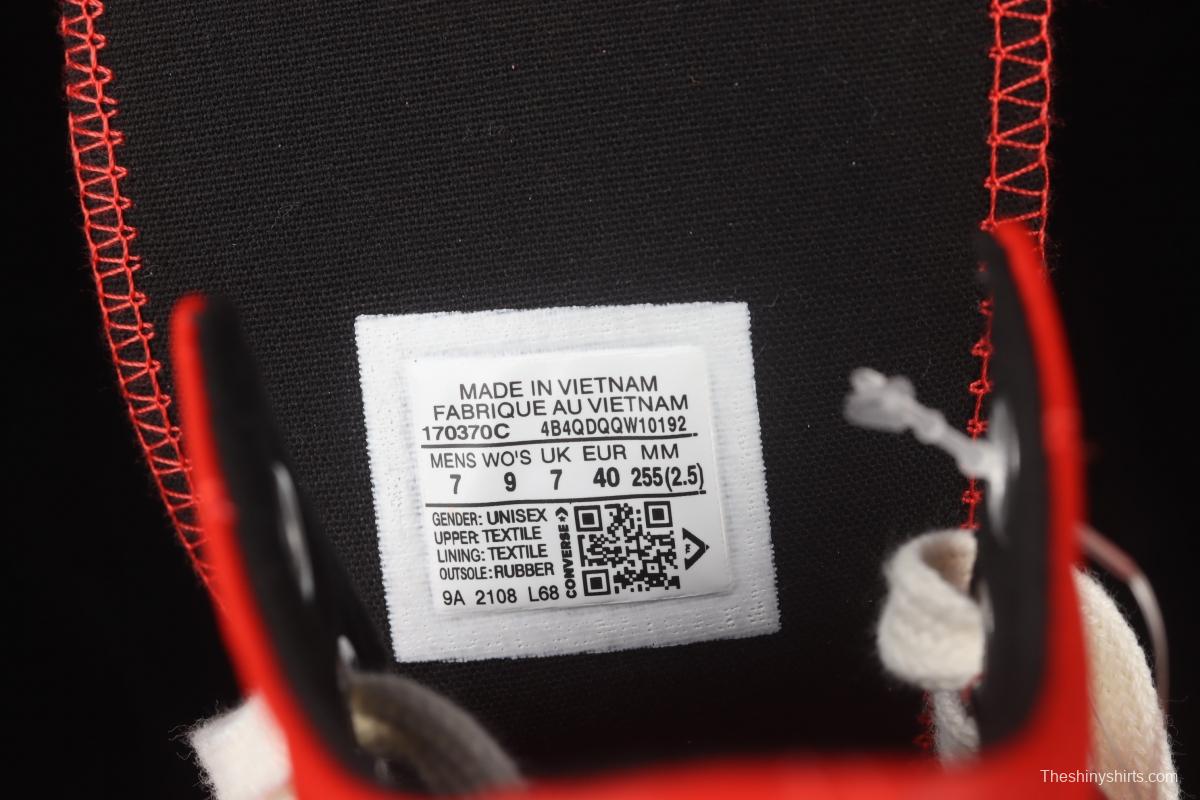 MADE IN VIETNAM
FABRIQUE AU VIETNAM
170370C 4B4QDQQW10192
MENS WO'S UK EUR MM
7 9 7 40 255(2.5)
GENDER: UNISEX
UPPER: TEXTILE
LINING: TEXTILE
OUTSOLE: RUBBER
9A 2108 L68
CONVERSE
Theshinyshirts.com